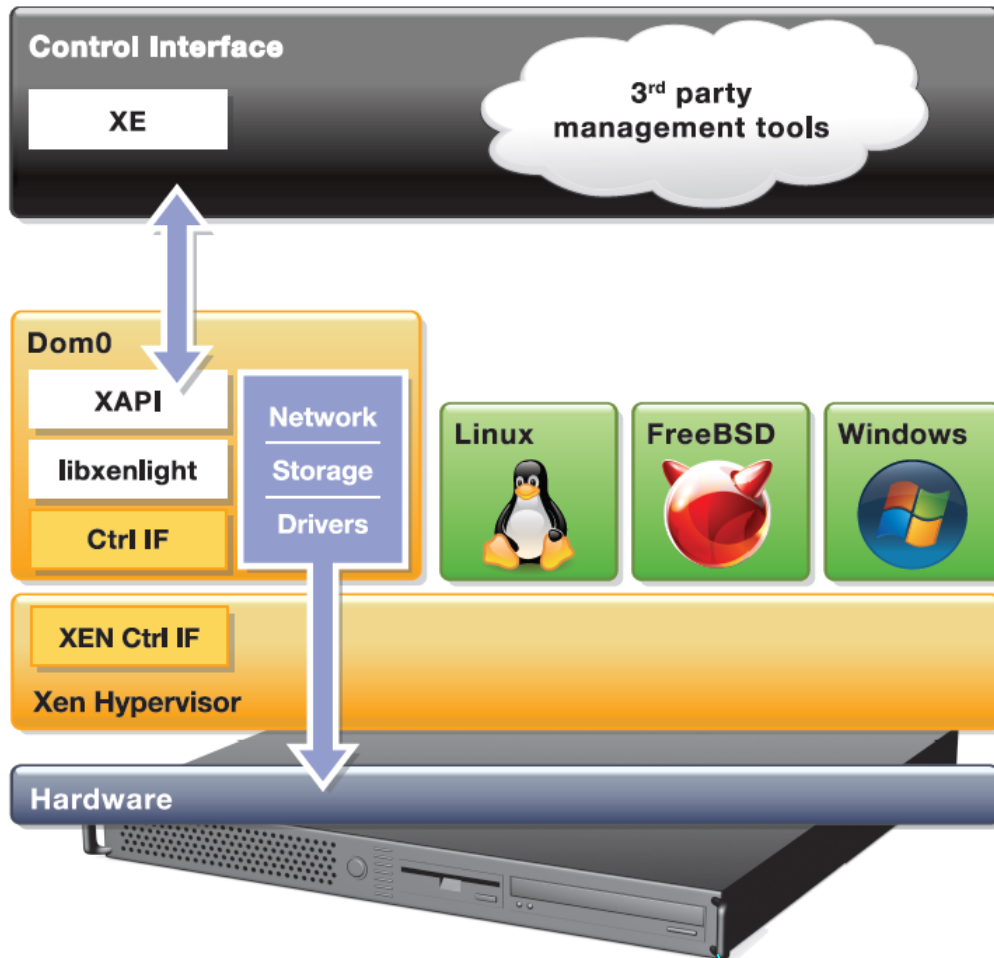 Control Interface
XE
3rd party
management tools
Dom0
XAPI
libxenlight
Ctrl IF
Network
Storage
Drivers
Linux
FreeBSD
Windows
XEN Ctrl IF
Xen Hypervisor
Hardware